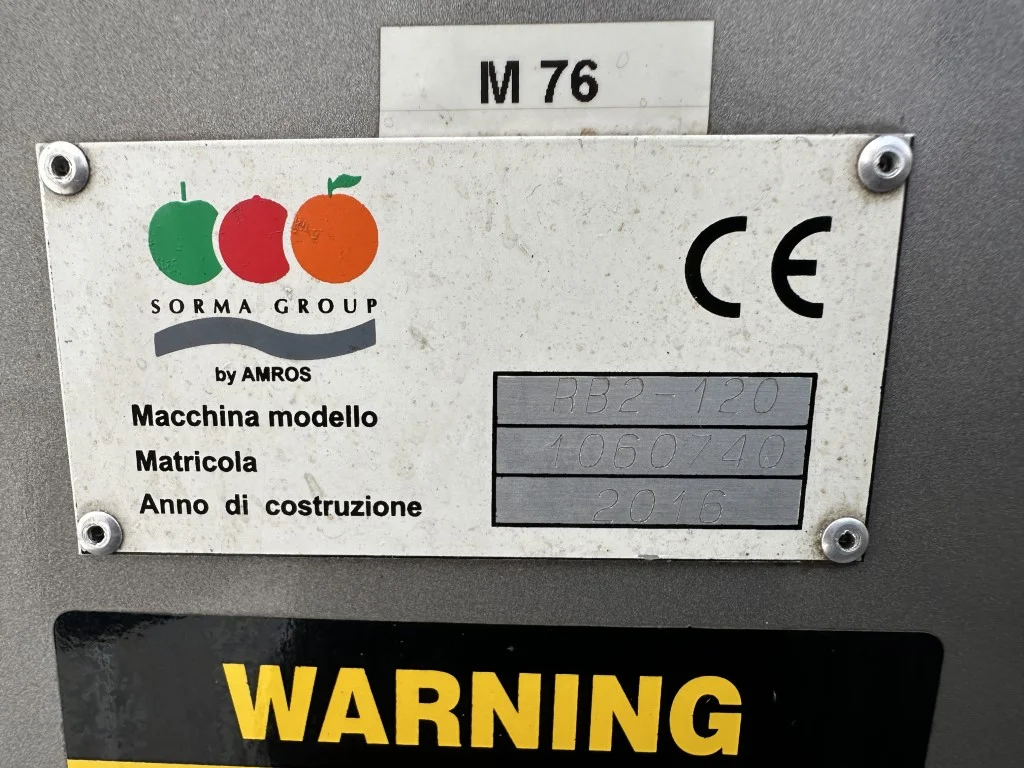 M 76
SORMA GROUP
CE
by AMROS
Macchina modello RB2-120
Matricola 1060740
Anno di costruzione 2016
WARNING